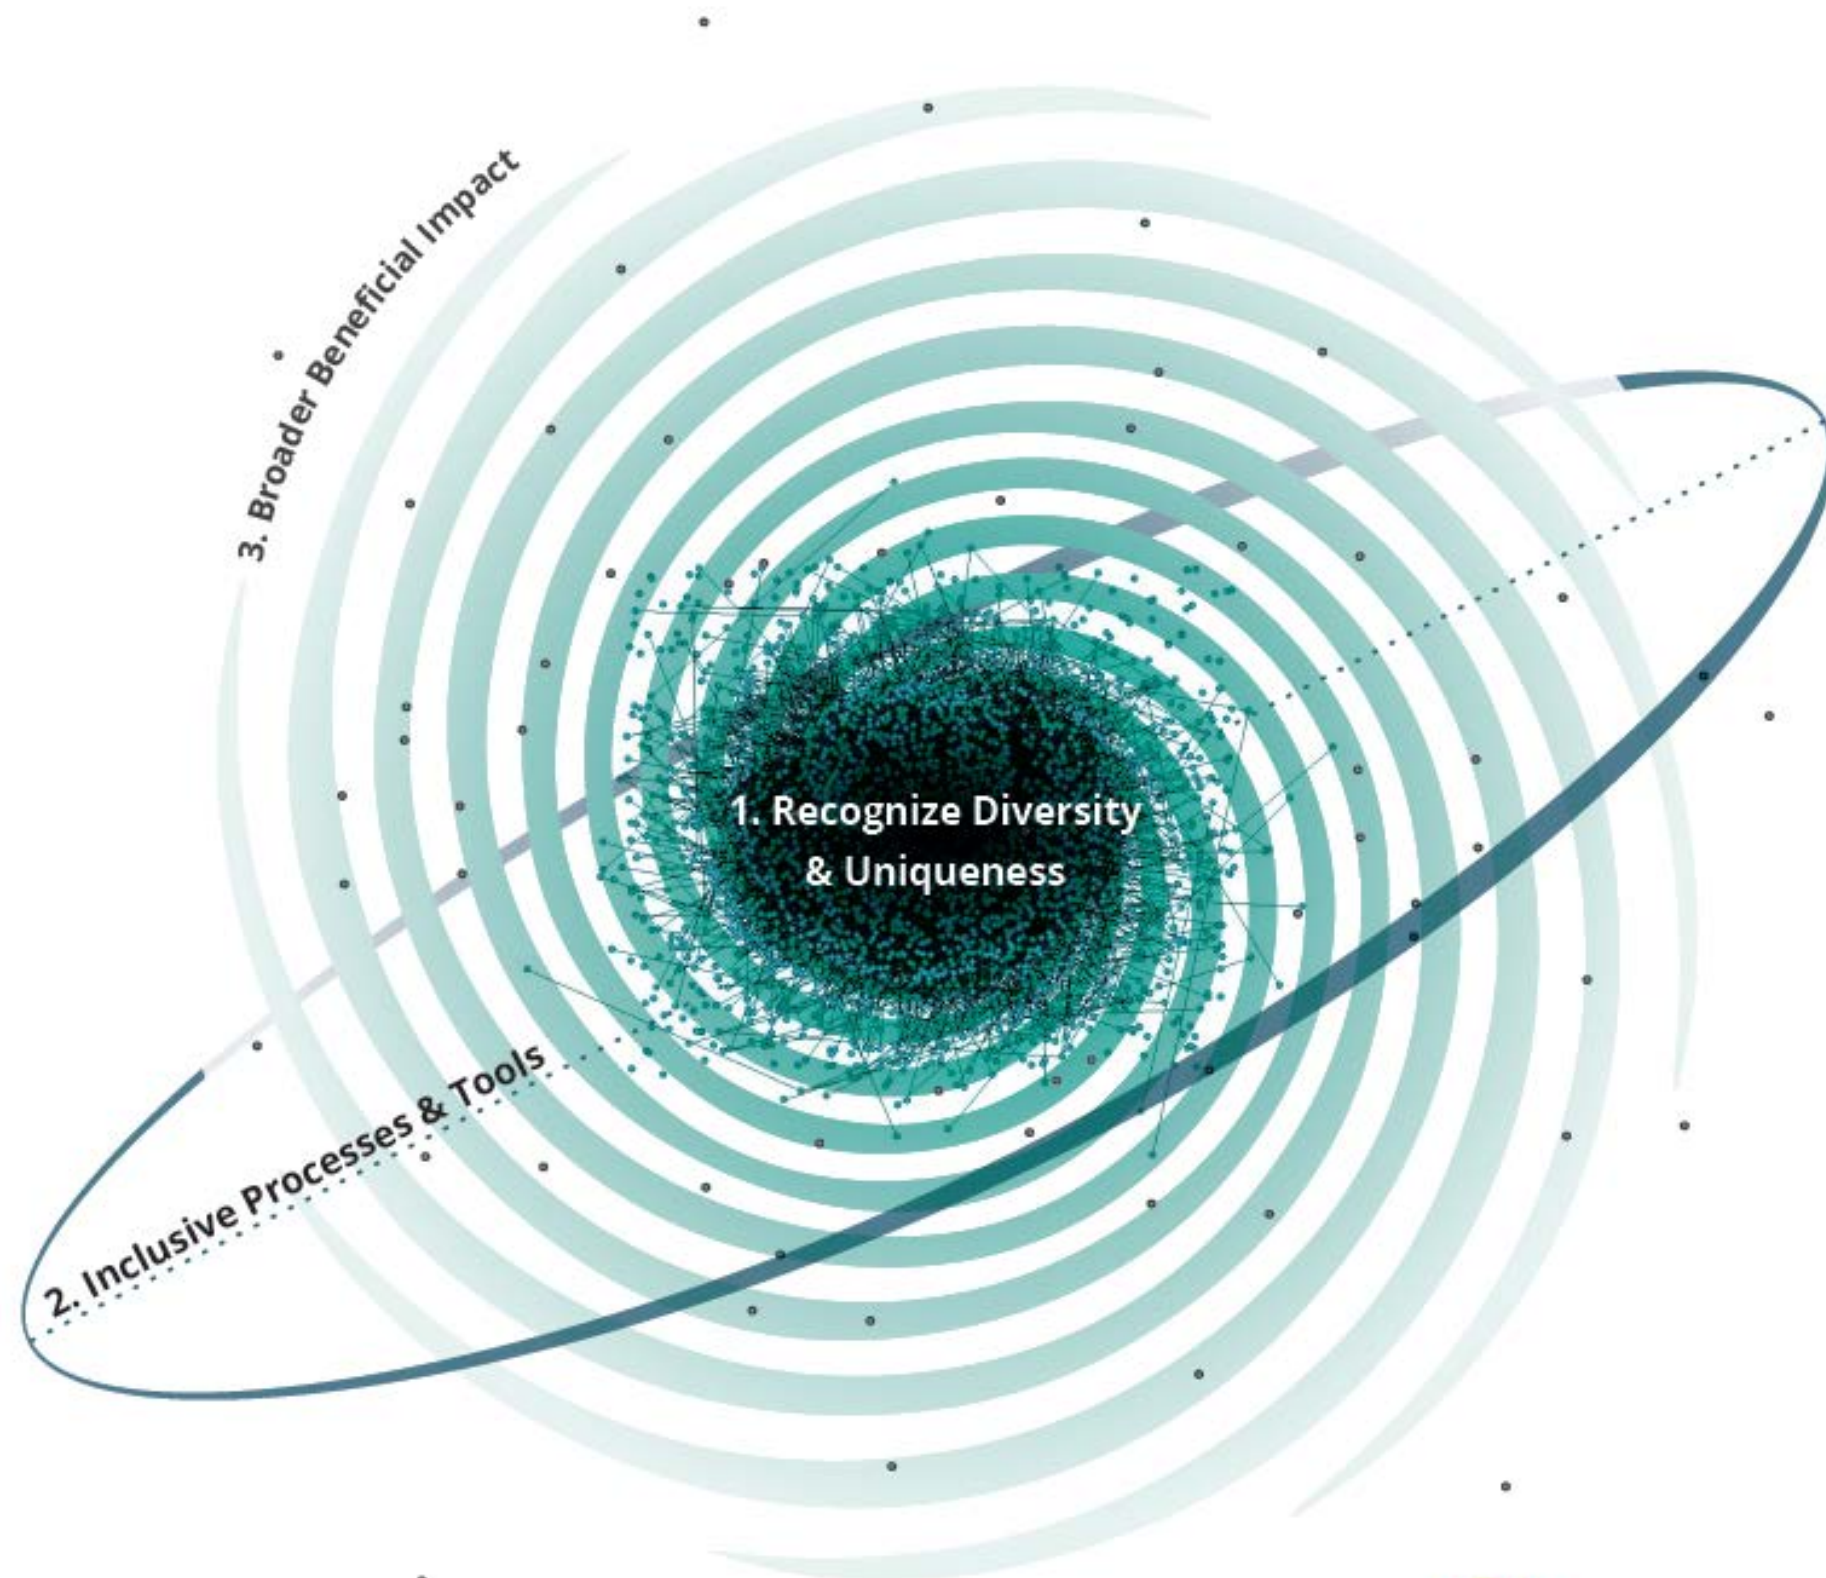 3. Broader Beneficial Impact
1. Recognize Diversity
& Uniqueness
2. Inclusive Processes & Tools